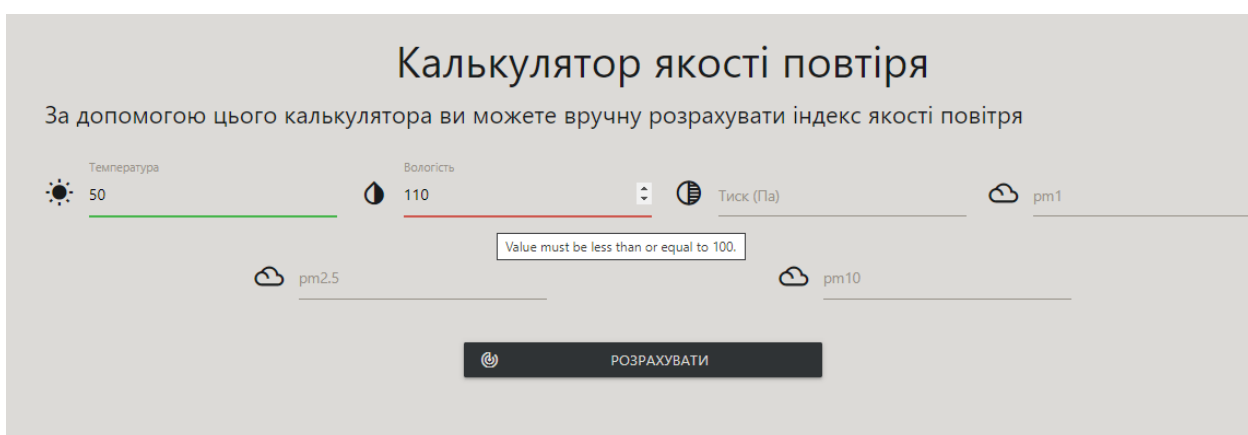 Калькулятор якості повтіря
За допомогою цього калькулятора ви можете вручну розрахувати індекс якості повітря
Температура
50
Вологість
110
Тиск (Па)
pm1
Value must be less than or equal to 100.
pm2.5
pm10
РОЗРАХУВАТИ